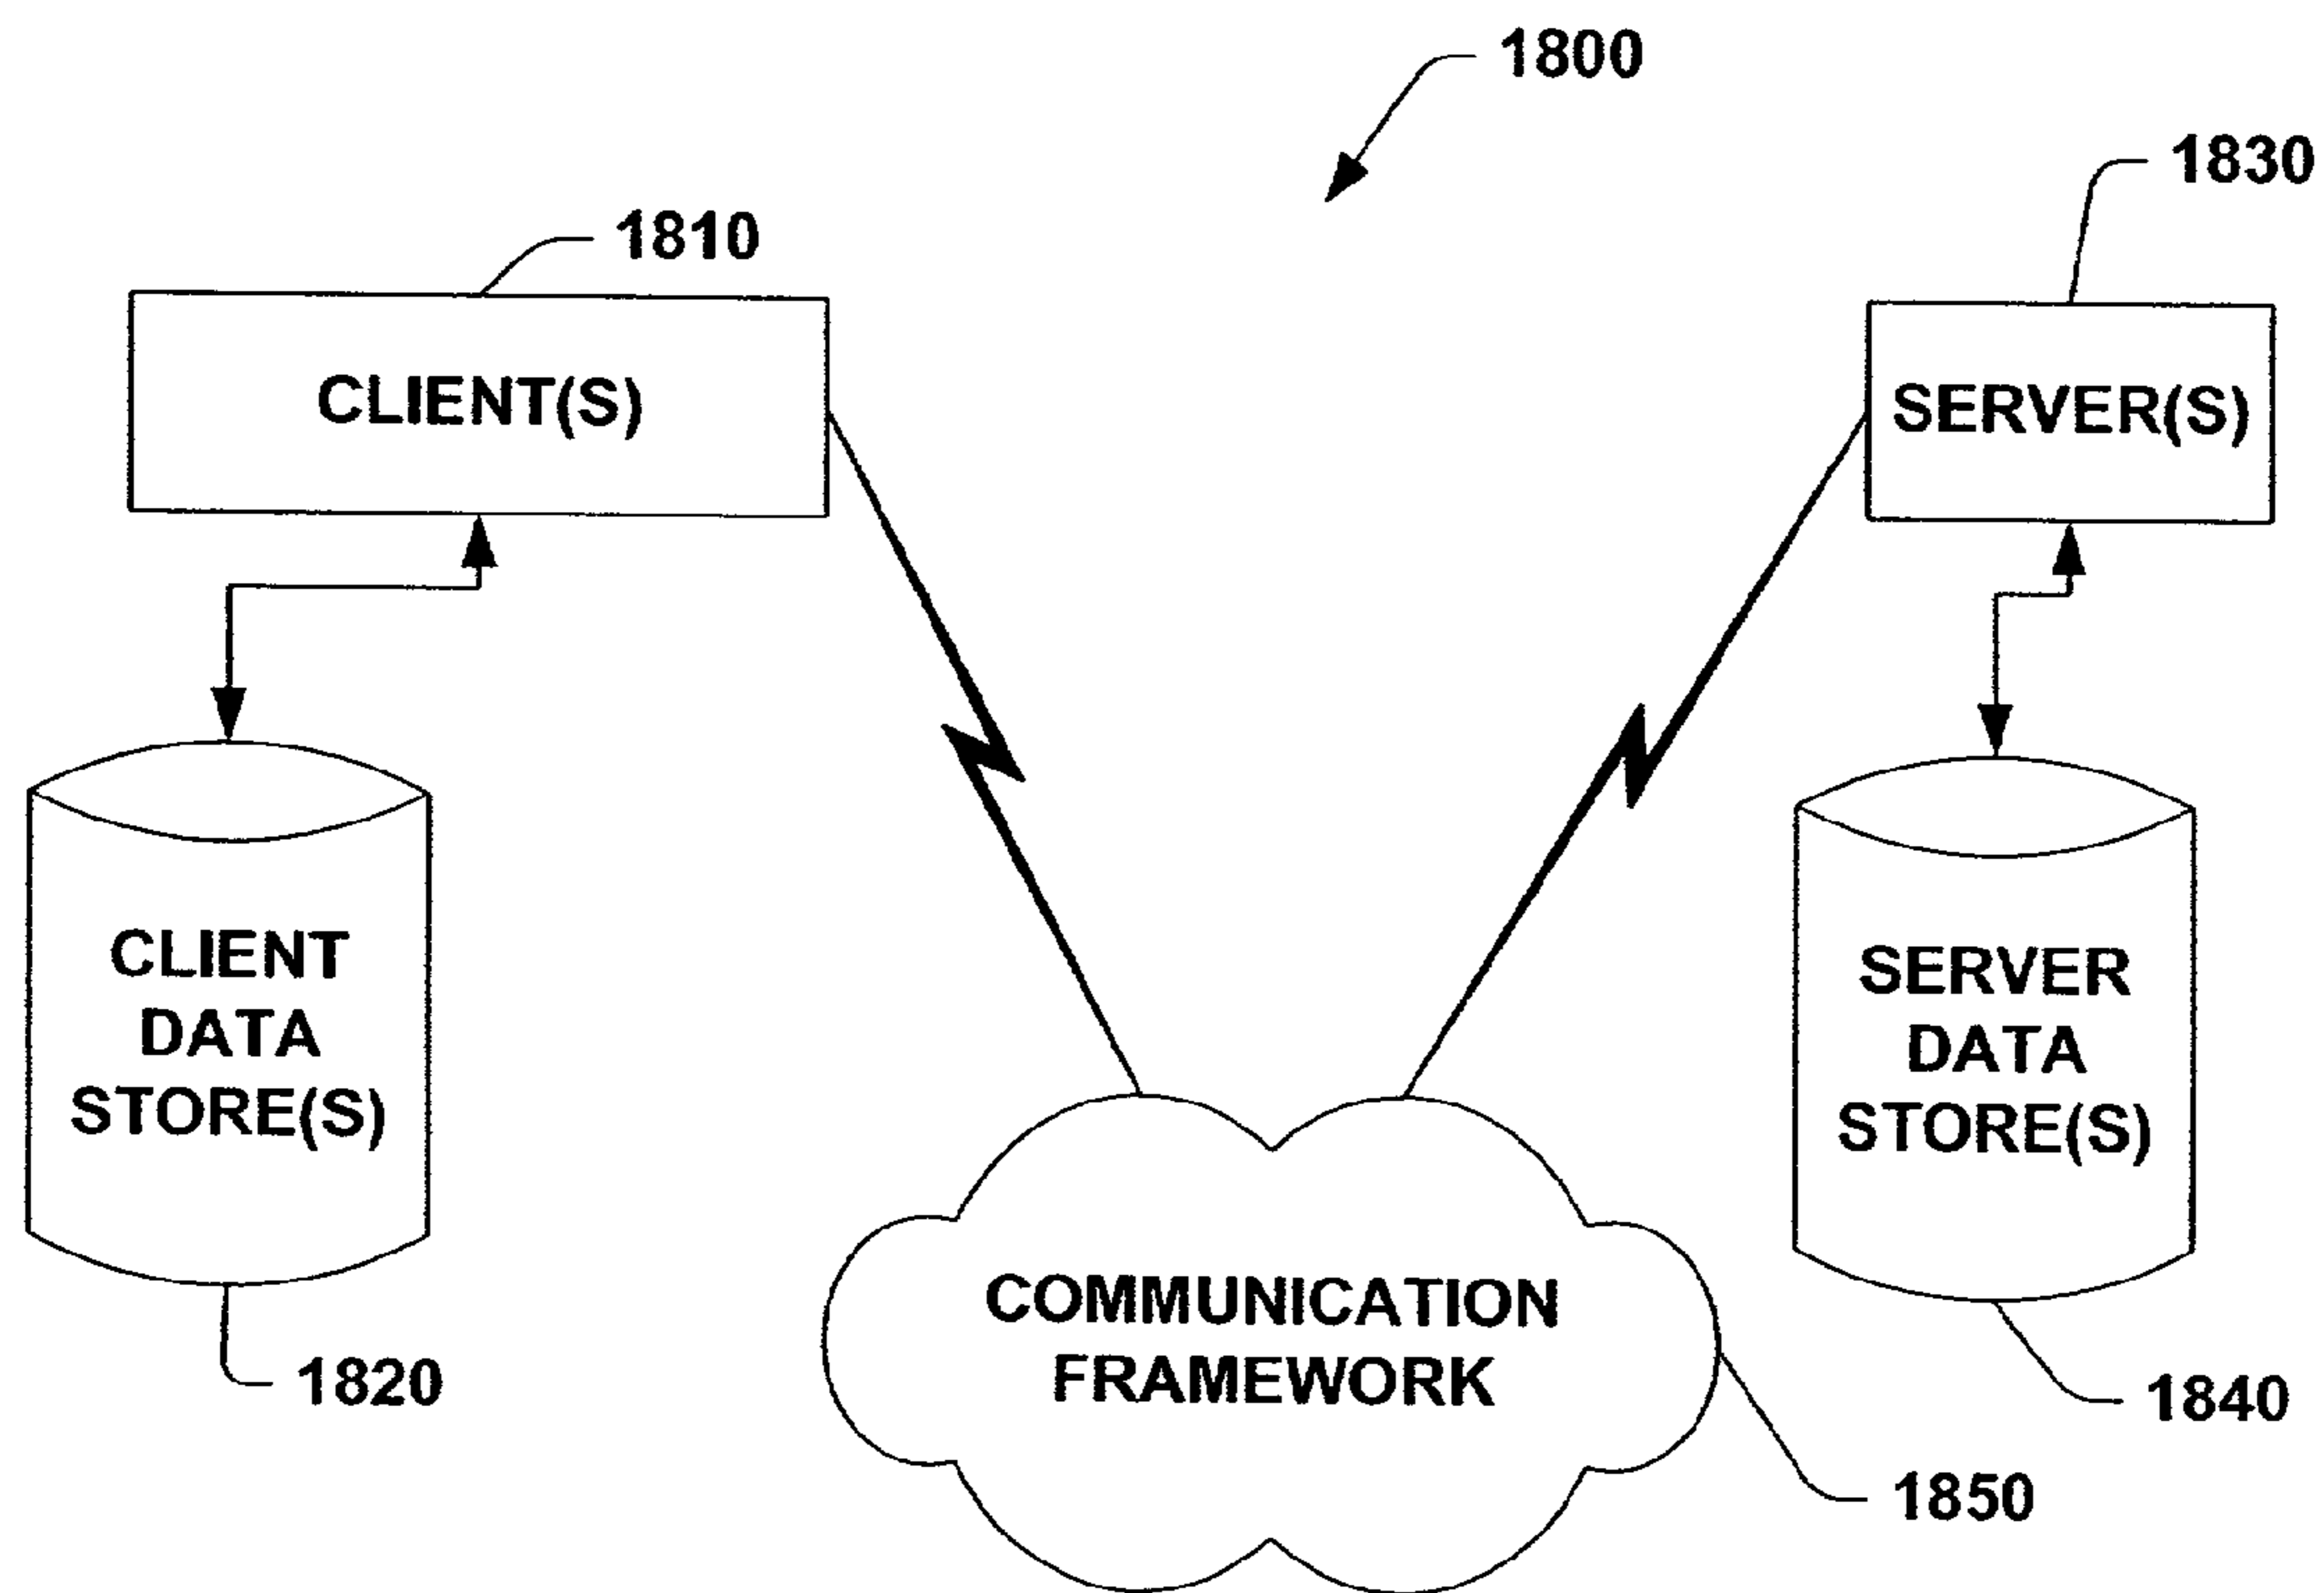 1800
1830
1810
CLIENT(S)
SERVER(S)
CLIENT
DATA
STORE(S)
SERVER
DATA
STORE(S)
COMMUNICATION
FRAMEWORK
1820
1840
1850